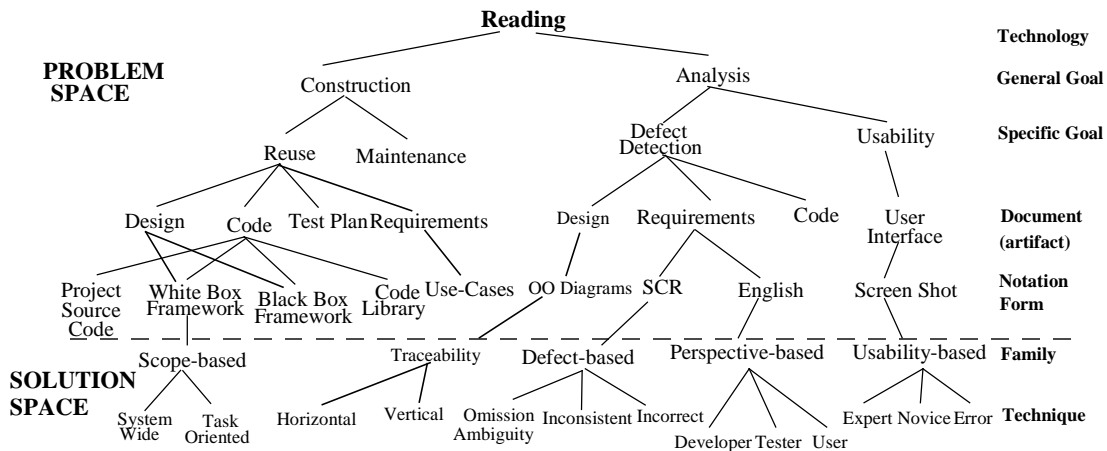 Reading
Technology
PROBLEM
SPACE
Construction
Analysis
General Goal
Reuse
Maintenance
Defect
Detection
Usability
Specific Goal
Design
Code
Test Plan
Requirements
Design
Requirements
Code
User
Interface
Document
(artifact)
Project
Source
Code
White Box
Framework
Black Box
Framework
Code
Library
Use-Cases
OO Diagrams
SCR
English
Screen Shot
Notation
Form
Scope-based
Traceability
Defect-based
Perspective-based
Usability-based
Family
SOLUTION
SPACE
System
Wide
Task
Oriented
Horizontal
Vertical
Omission
Ambiguity
Inconsistent
Incorrect
Developer
Tester
User
Expert
Novice
Error
Technique